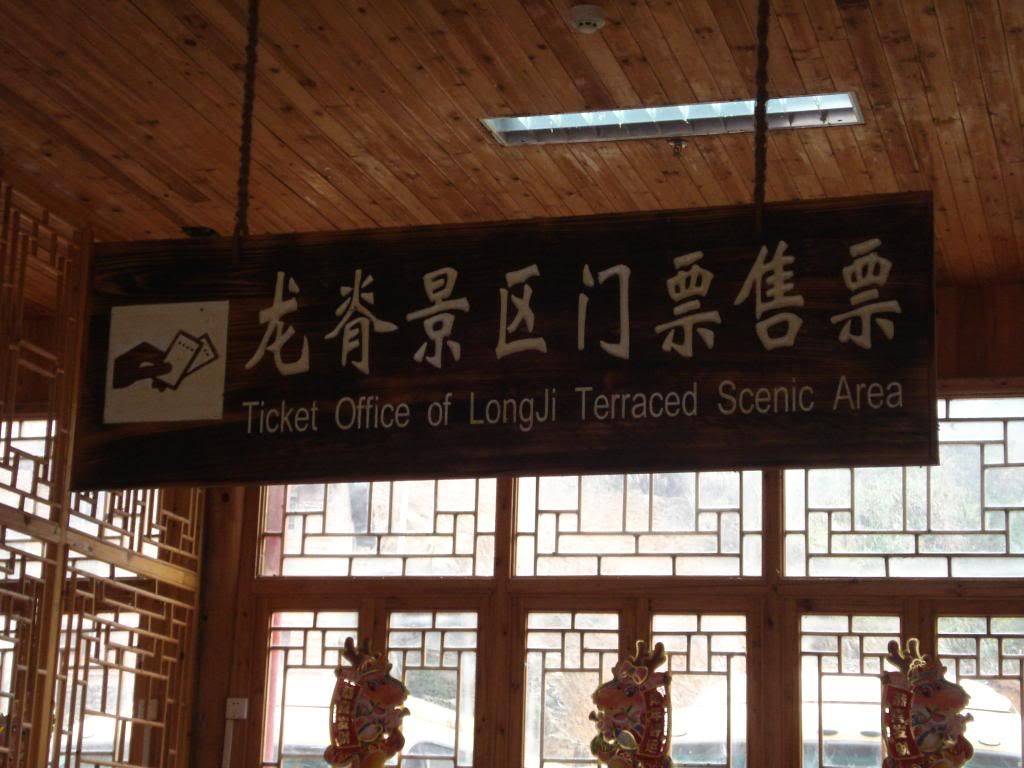 龙脊景区门票售票
Ticket Office of LongJi Terraced Scenic Area